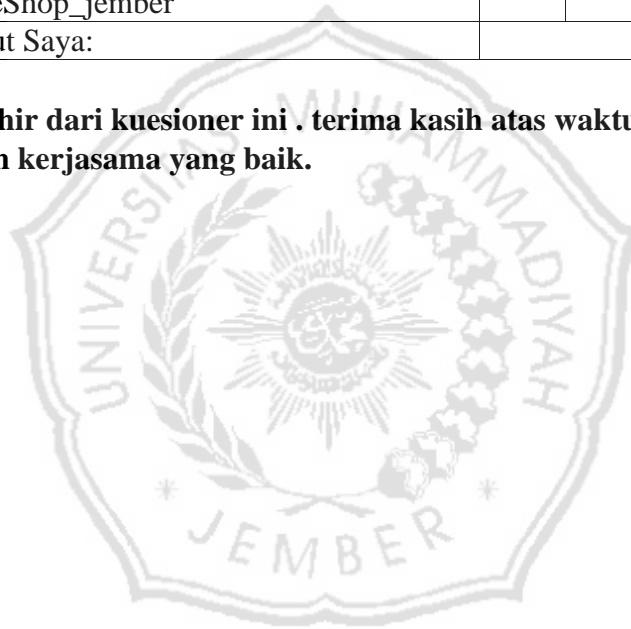 eShop_jember
ut Saya:
hir dari kuesioner ini . terima kasih atas waktu
n kerjasama yang baik.
UNIVERSITAS MUHAMMADIYAH
JEMBER